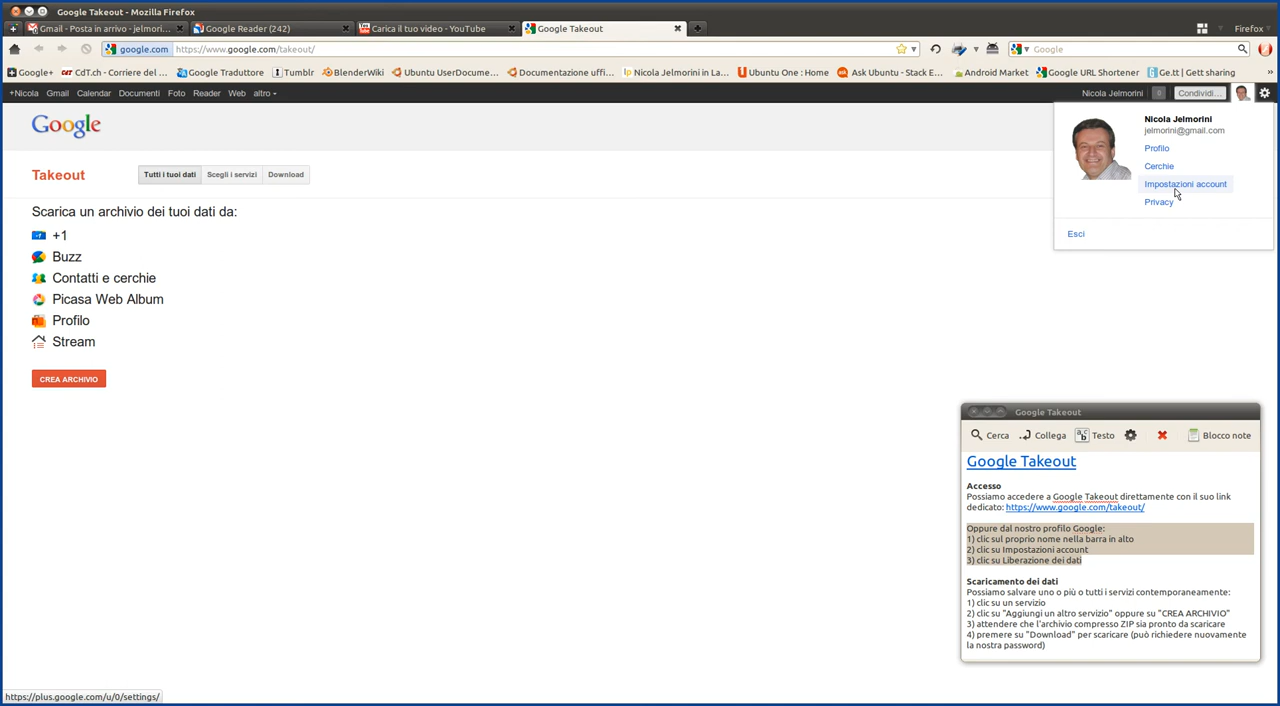 Google Takeout - Mozilla Firefox
Gmail - Posta in arrivo - jelmori...
Google Reader (242)
Carica il tuo video - YouTube
Google Takeout
Firefox
google.com https://www.google.com/takeout/
Google
Google+ CdT.ch - Corriere del ... Google Traduttore Tumblr BlenderWiki Ubuntu UserDocume... Documentazione uffi... Nicola Jelmorini in La... Ubuntu One : Home Ask Ubuntu - Stack E... Android Market Google URL Shortener Ge.tt | Gett sharing
+Nicola Gmail Calendar Documenti Foto Reader Web altro
Nicola Jelmorini 0 Condividi...
Google
Nicola Jelmorini
jelmorini@gmail.com
Profilo
Cerchie
Impostazioni account
Privacy
Esci
Takeout
Tutti i tuoi dati Scegli i servizi Download
Scarica un archivio dei tuoi dati da:
+1
Buzz
Contatti e cerchie
Picasa Web Album
Profilo
Stream
CREA ARCHIVIO
Google Takeout
Cerca Collega Testo Blocco note
Google Takeout
Accesso
Possiamo accedere a Google Takeout direttamente con il suo link
dedicato: https://www.google.com/takeout/
Oppure dal nostro profilo Google:
1) clic sul proprio nome nella barra in alto
2) clic su Impostazioni account
3) clic su Liberazione dei dati
Scaricamento dei dati
Possiamo salvare uno o più o tutti i servizi contemporaneamente:
1) clic su un servizio
2) clic su "Aggiungi un altro servizio" oppure su "CREA ARCHIVIO"
3) attendere che l'archivio compresso ZIP sia pronto da scaricare
4) premere su "Download" per scaricare (può richiedere nuovamente
la nostra password)
https://plus.google.com/u/0/settings/